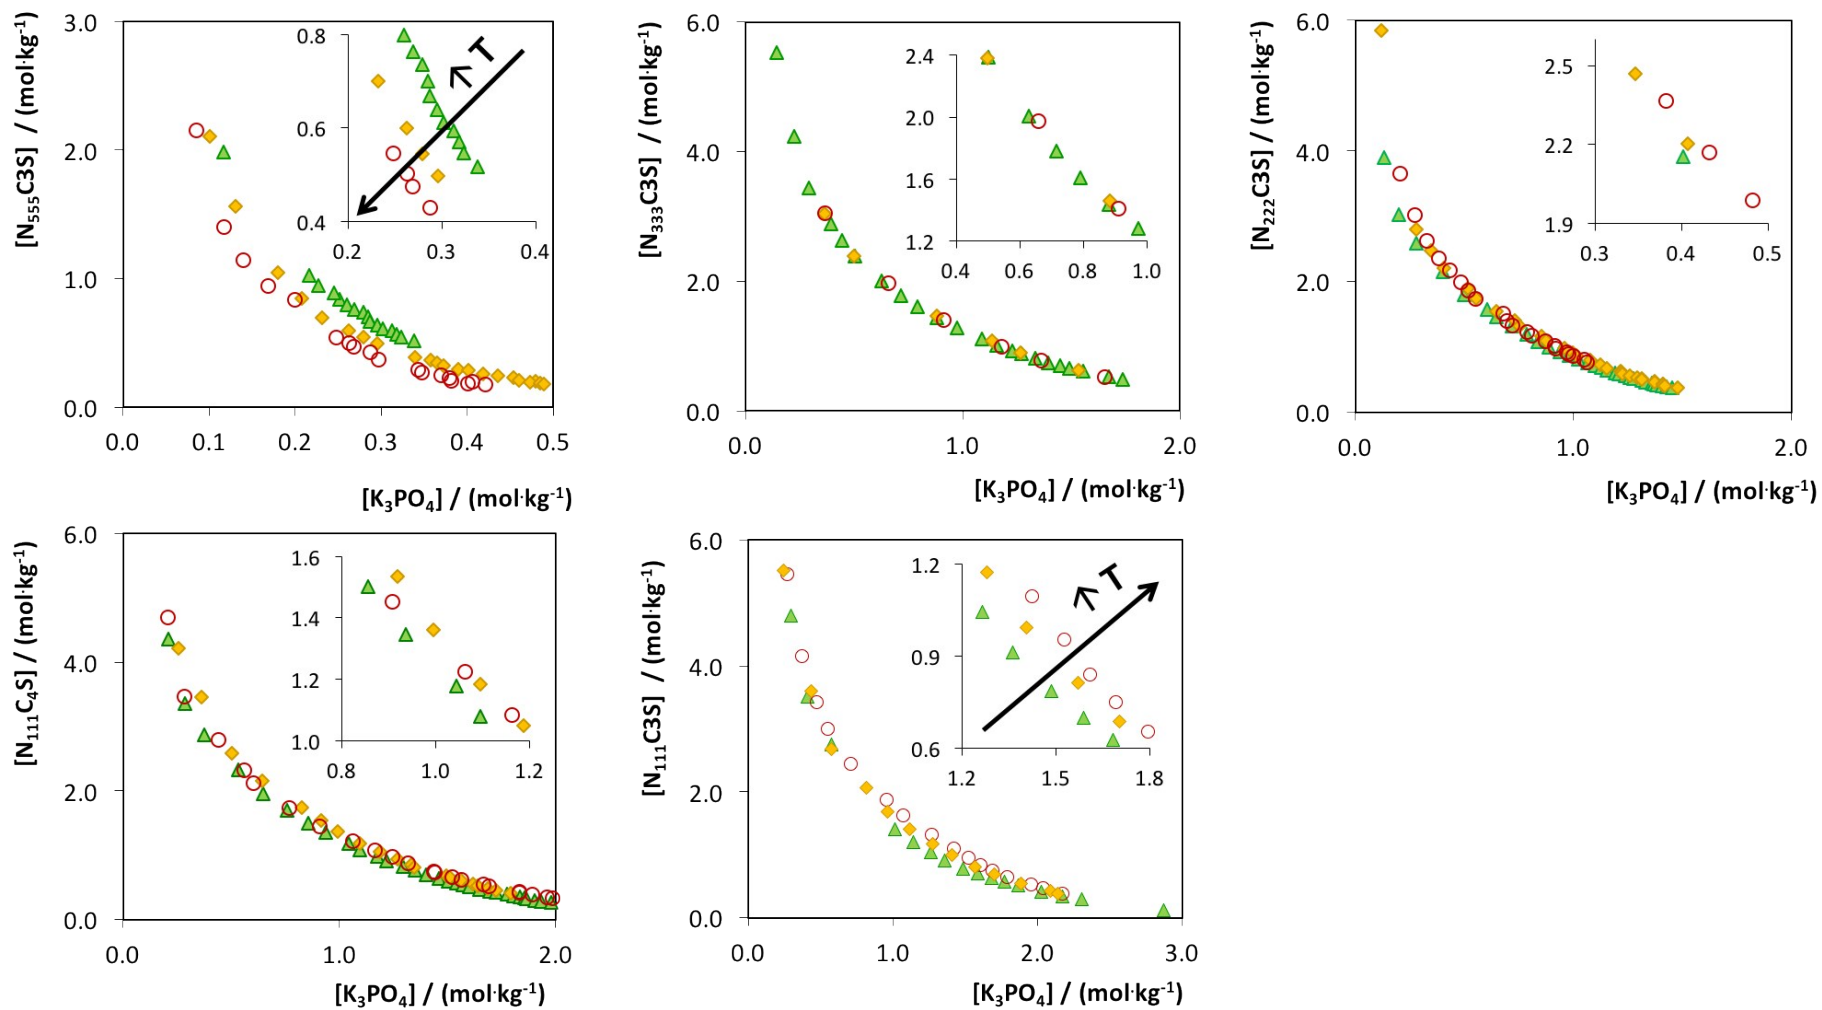 [N555C3S] / (mol·kg-1)
3.0
2.0
1.0
0.0
0.0 0.1 0.2 0.3 0.4 0.5
[K3PO4] / (mol·kg-1)
0.8
0.6
0.4
0.2 0.3 0.4
↑ T
[N333C3S] / (mol·kg-1)
6.0
4.0
2.0
0.0
0.0 1.0 2.0
[K3PO4] / (mol·kg-1)
2.4
2.0
1.6
1.2
0.4 0.6 0.8 1.0
[N222C3S] / (mol·kg-1)
6.0
4.0
2.0
0.0
0.0 1.0 2.0
[K3PO4] / (mol·kg-1)
2.5
2.2
1.9
0.3 0.4 0.5
[N111C4S] / (mol·kg-1)
6.0
4.0
2.0
0.0
0.0 1.0 2.0
[K3PO4] / (mol·kg-1)
1.6
1.4
1.2
1.0
0.8 1.0 1.2
[N111C3S] / (mol·kg-1)
6.0
4.0
2.0
0.0
0.0 1.0 2.0 3.0
[K3PO4] / (mol·kg-1)
1.2
0.9
0.6
1.2 1.5 1.8
↑ T